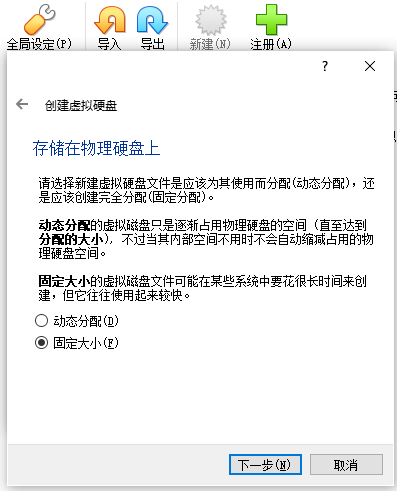 全局设定(P) 导入 导出 新建(N) 注册(A)
?
创建虚拟硬盘
存储在物理硬盘上
请选择新建虚拟硬盘文件是应该为其使用而分配(动态分配)，还
是应该创建完全分配(固定分配)。
动态分配的虚拟磁盘只是逐渐占用物理硬盘的空间（直至达到
分配的大小），不过当其内部空间不用时不会自动缩减占用的物
理硬盘空间。
固定大小的虚拟磁盘文件可能在某些系统中要花很长时间来创
建，但它往往使用起来较快。
动态分配(D)
固定大小(F)
下一步(N) 取消